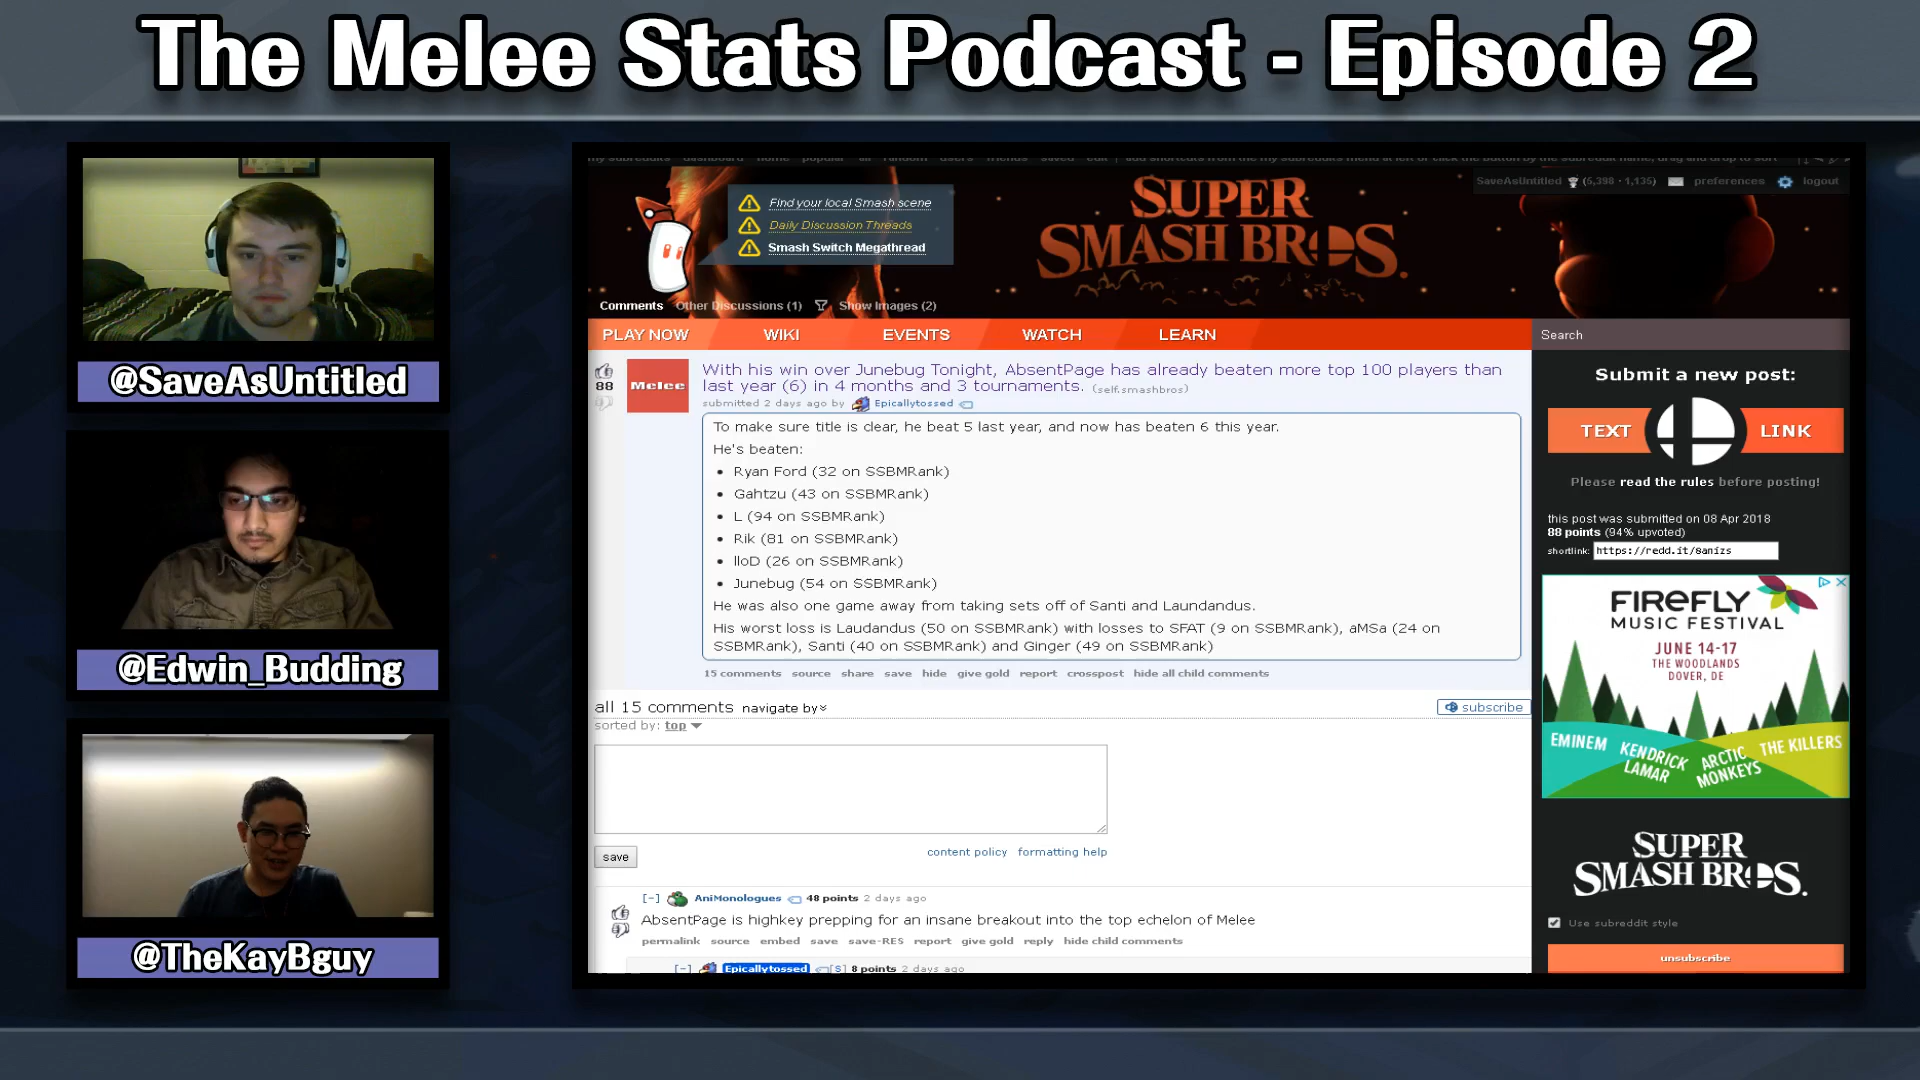 The Melee Stats Podcast - Episode 2
@SaveAsUntitled
@Edwin_Budding
@TheKayBguy
Find your local Smash scene
Daily Discussion Threads
Smash Switch Megathread
SUPER
SMASH BROS.
SaveAsUntitled (5,398 · 1,135) preferences logout
Comments Other Discussions (1) Show Images (2)
PLAY NOW WIKI EVENTS WATCH LEARN
Search
88
Melee
With his win over Junebug Tonight, AbsentPage has already beaten more top 100 players than
last year (6) in 4 months and 3 tournaments. (self.smashbros)
submitted 2 days ago by Epicallytossed
To make sure title is clear, he beat 5 last year, and now has beaten 6 this year.
He's beaten:
• Ryan Ford (32 on SSBMRank)
• Gahtzu (43 on SSBMRank)
• L (94 on SSBMRank)
• Rik (81 on SSBMRank)
• lloD (26 on SSBMRank)
• Junebug (54 on SSBMRank)
He was also one game away from taking sets off of Santi and Laundandus.
His worst loss is Laudandus (50 on SSBMRank) with losses to SFAT (9 on SSBMRank), aMSa (24 on
SSBMRank), Santi (40 on SSBMRank) and Ginger (49 on SSBMRank)
15 comments source share save hide give gold report crosspost hide all child comments
all 15 comments navigate by
subscribe
sorted by: top
save
content policy formatting help
[-] AniMonologues 48 points 2 days ago
AbsentPage is highkey prepping for an insane breakout into the top echelon of Melee
permalink source embed save save-RES report give gold reply hide child comments
[-] Epicallytossed [S] 8 points 2 days ago
Submit a new post:
TEXT LINK
Please read the rules before posting!
this post was submitted on 08 Apr 2018
88 points (94% upvoted)
shortlink: https://redd.it/8anizs
FIREFLY
MUSIC FESTIVAL
JUNE 14-17
THE WOODLANDS
DOVER, DE
EMINEM KENDRICK LAMAR ARCTIC MONKEYS THE KILLERS
SUPER
SMASH BROS.
Use subreddit style
unsubscribe